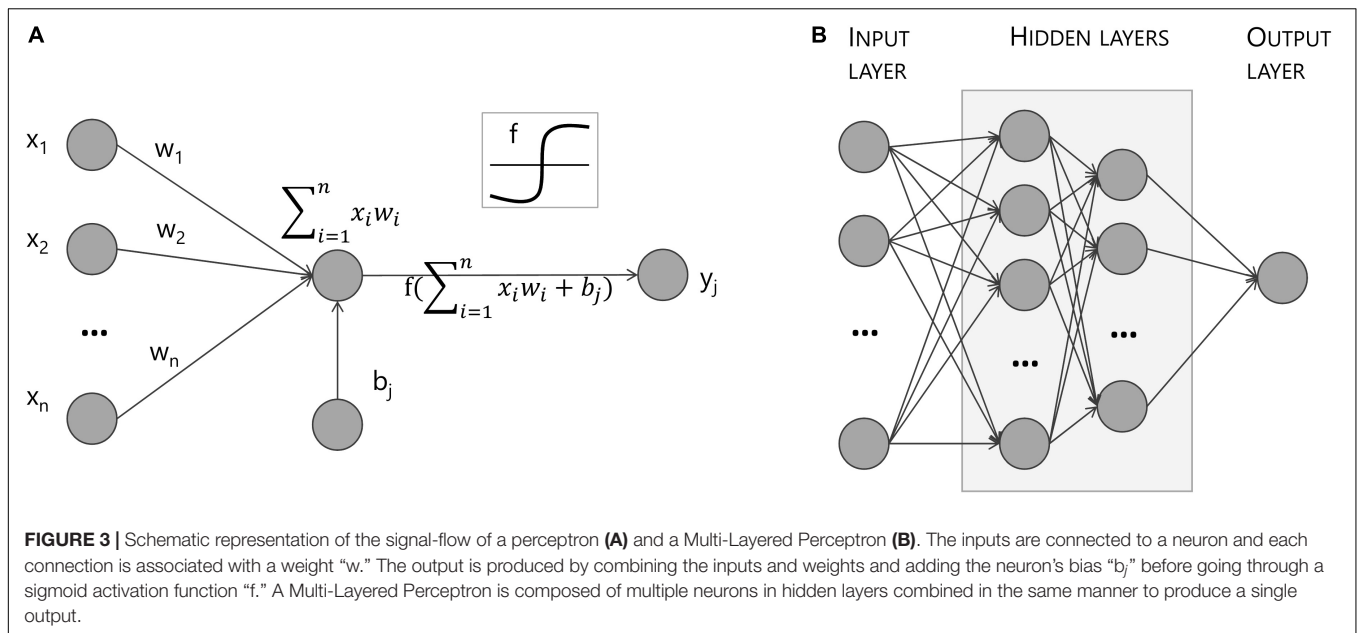 A
x₁
w₁
f
∑ⁿᵢ₌₁ xᵢwᵢ
x₂
w₂
f(∑ⁿᵢ₌₁ xᵢwᵢ + bⱼ)
yⱼ
...
wₙ
xₙ
bⱼ
B
INPUT
LAYER
HIDDEN LAYERS
OUTPUT
LAYER
...
...
...
FIGURE 3 | Schematic representation of the signal-flow of a perceptron (A) and a Multi-Layered Perceptron (B). The inputs are connected to a neuron and each
connection is associated with a weight “w.” The output is produced by combining the inputs and weights and adding the neuron’s bias “bⱼ” before going through a
sigmoid activation function “f.” A Multi-Layered Perceptron is composed of multiple neurons in hidden layers combined in the same manner to produce a single
output.